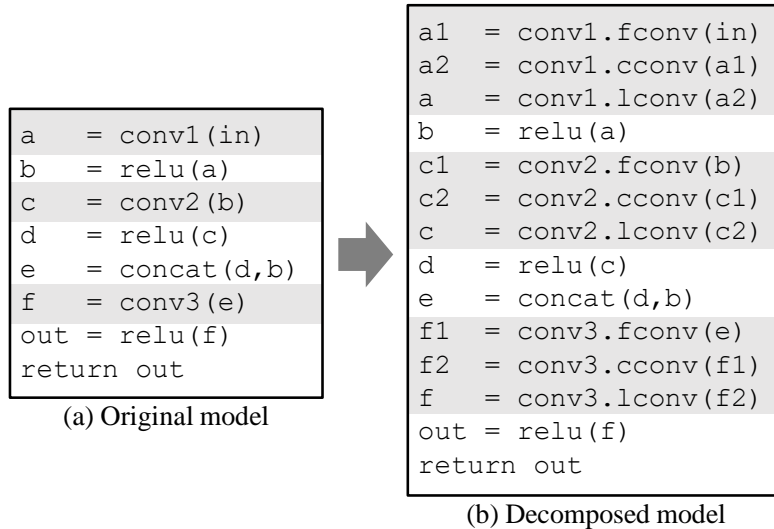 a   = conv1(in)
b   = relu(a)
c   = conv2(b)
d   = relu(c)
e   = concat(d,b)
f   = conv3(e)
out = relu(f)
return out
(a) Original model
a1  = conv1.fconv(in)
a2  = conv1.cconv(a1)
a   = conv1.lconv(a2)
b   = relu(a)
c1  = conv2.fconv(b)
c2  = conv2.cconv(c1)
c   = conv2.lconv(c2)
d   = relu(c)
e   = concat(d,b)
f1  = conv3.fconv(e)
f2  = conv3.cconv(f1)
f   = conv3.lconv(f2)
out = relu(f)
return out
(b) Decomposed model